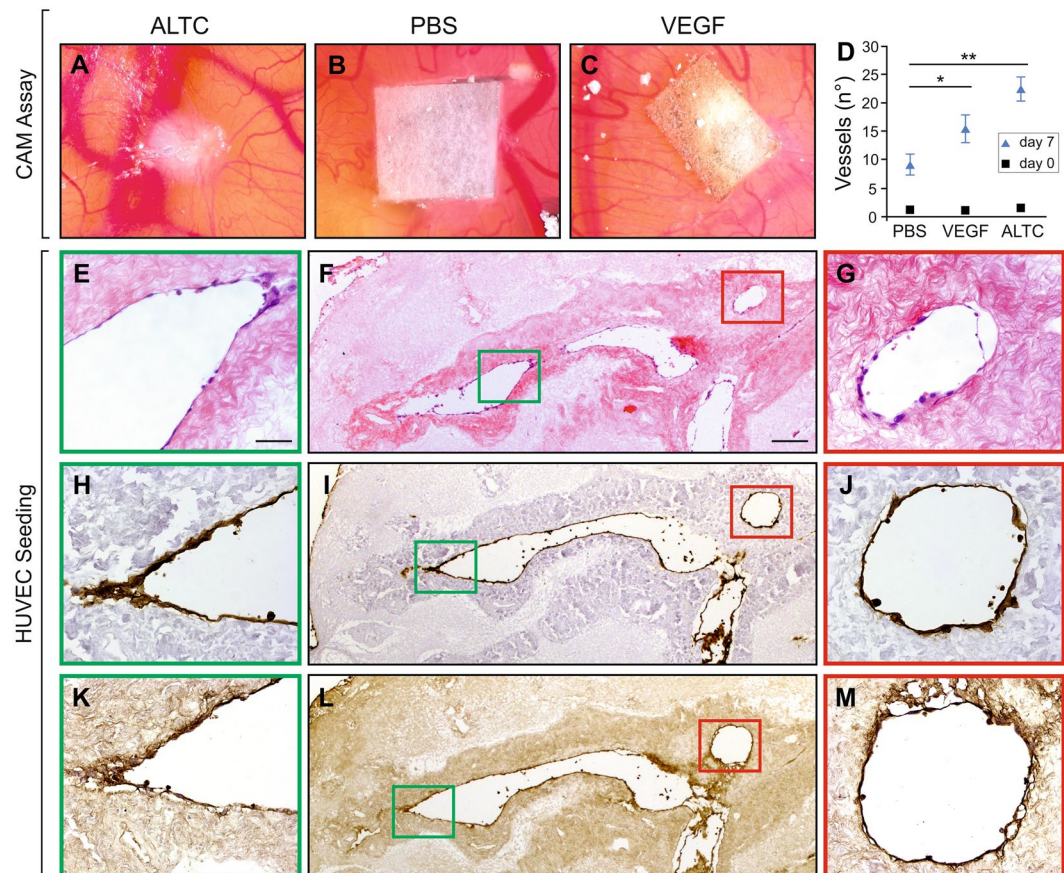 ALTC
PBS
VEGF
CAM Assay
A
B
C
D
30
25
20
15
10
5
0
Vessels (n°)
**
*
day 7
day 0
PBS
VEGF
ALTC
HUVEC Seeding
E
F
G
H
I
J
K
L
M